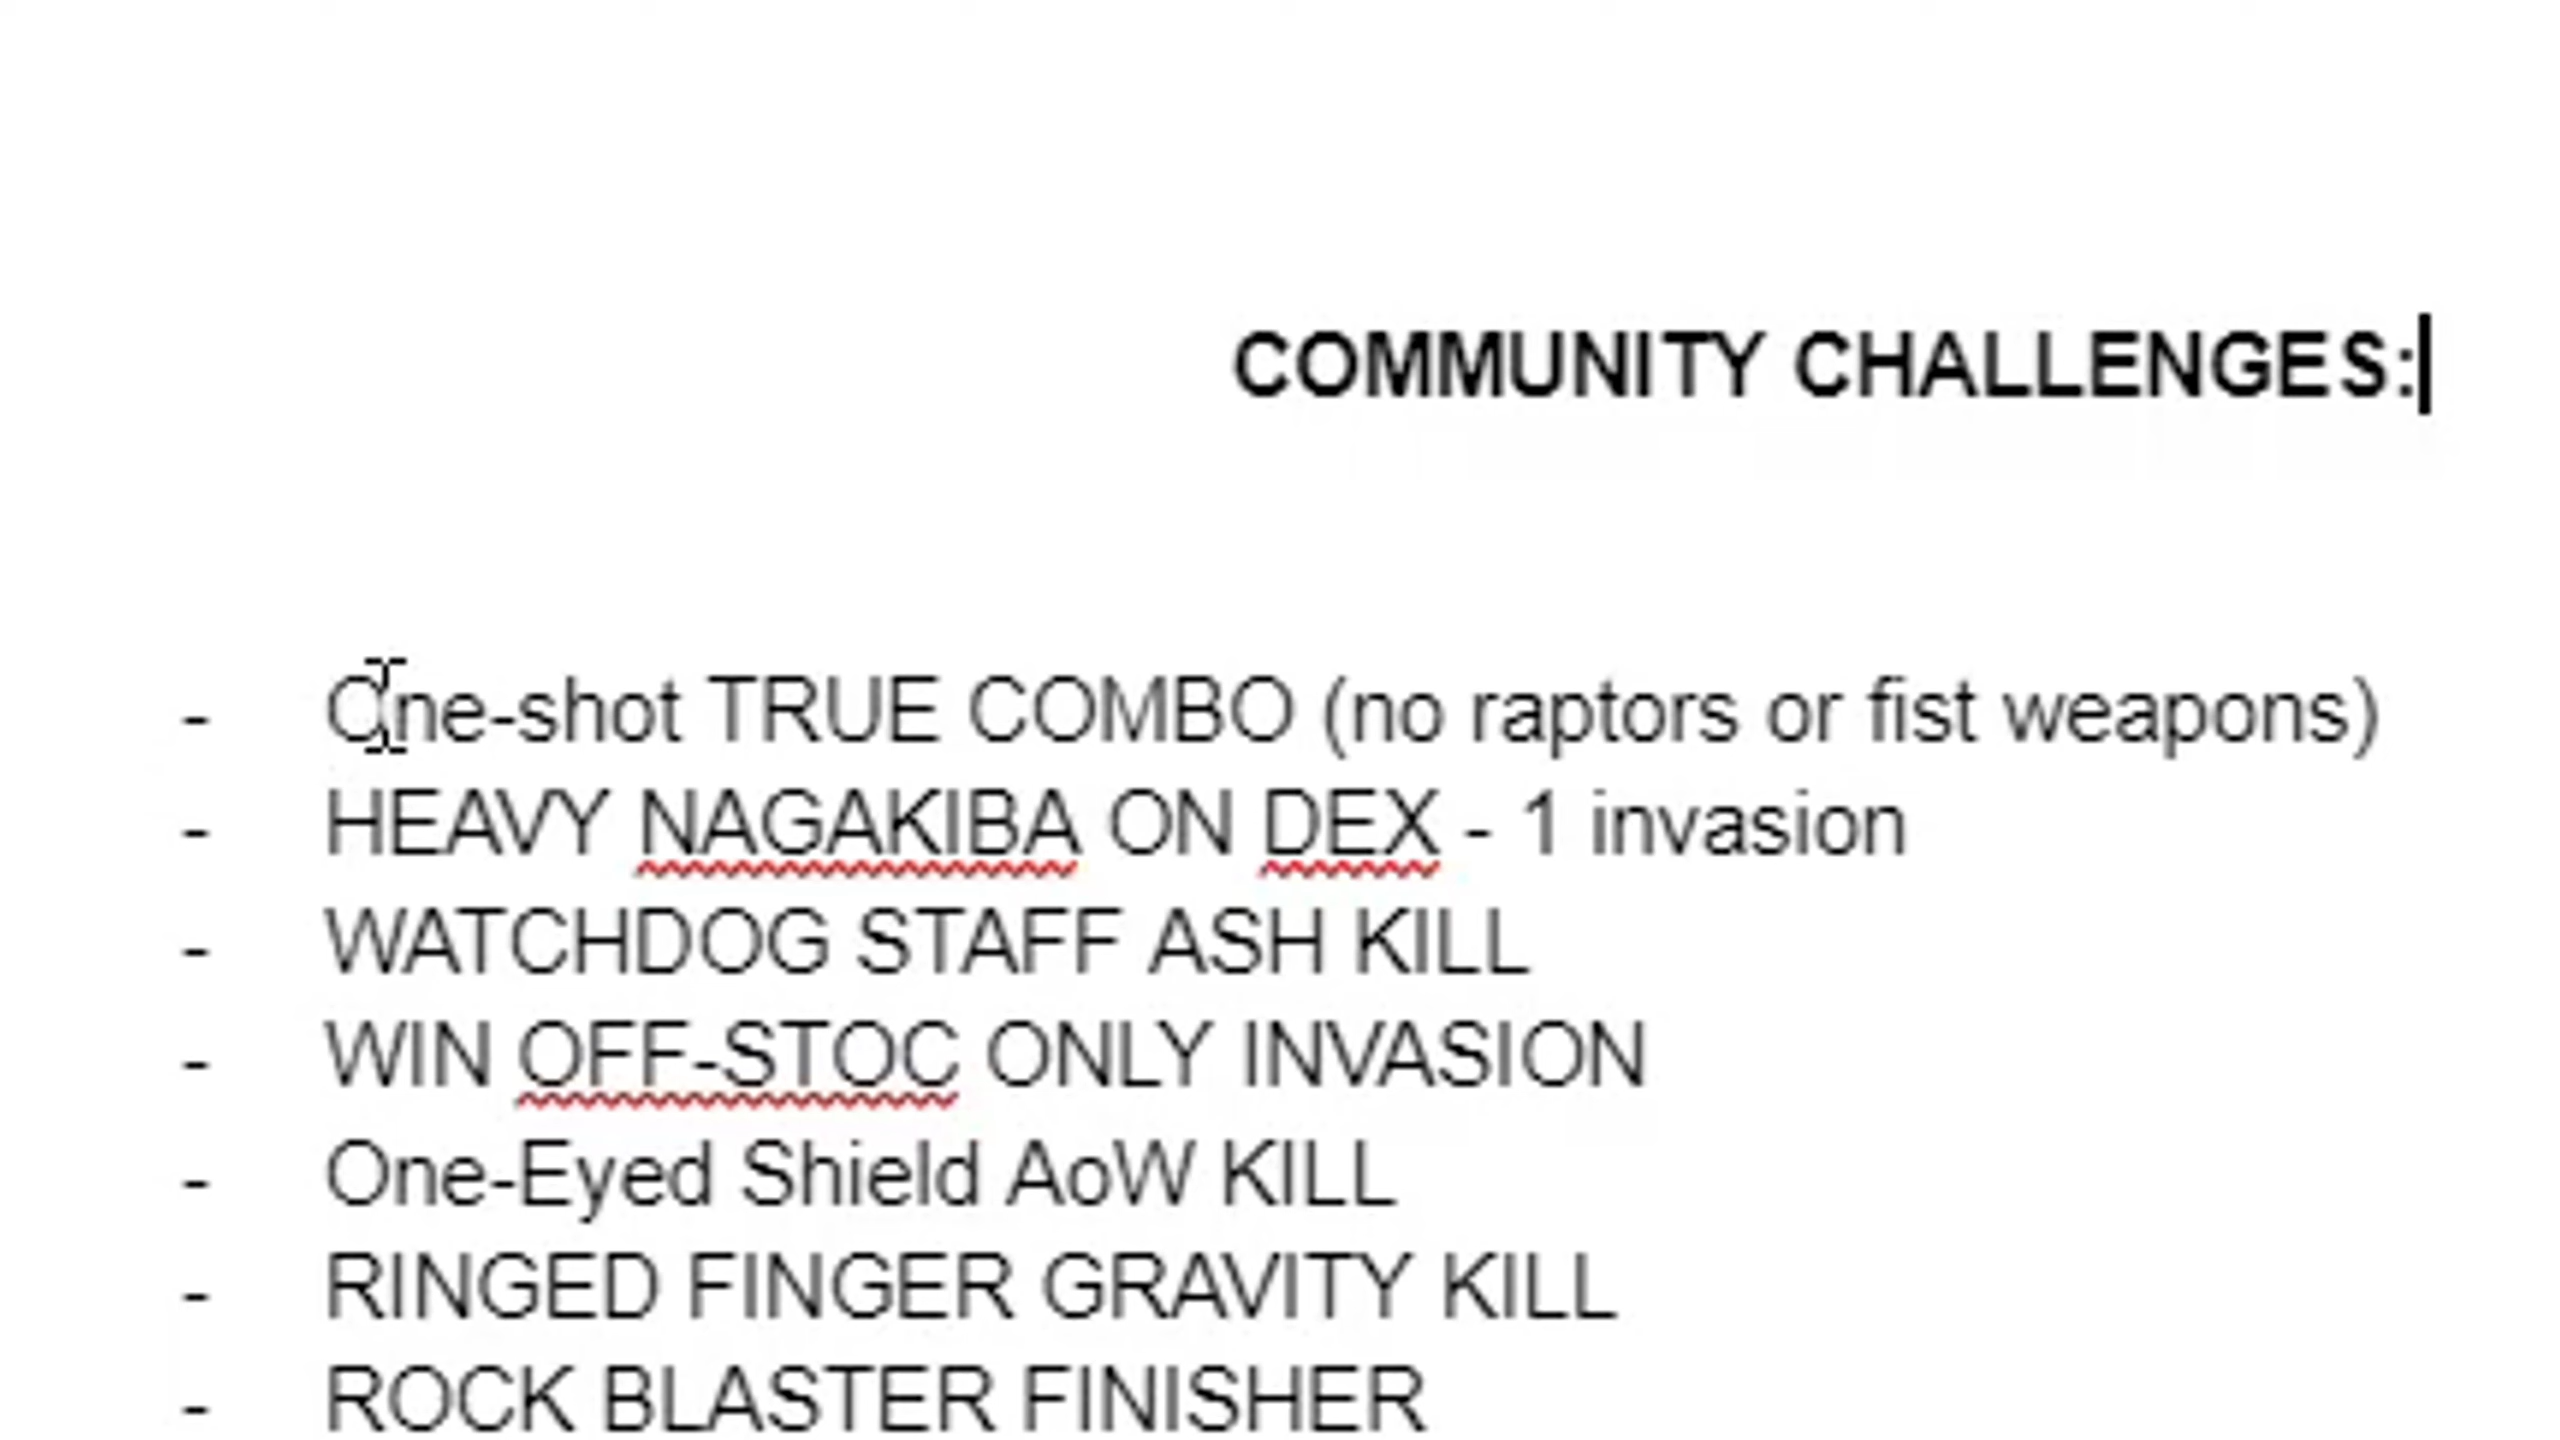 COMMUNITY CHALLENGES:
- One-shot TRUE COMBO (no raptors or fist weapons)
- HEAVY NAGAKIBA ON DEX - 1 invasion
- WATCHDOG STAFF ASH KILL
- WIN OFF-STOC ONLY INVASION
- One-Eyed Shield AoW KILL
- RINGED FINGER GRAVITY KILL
- ROCK BLASTER FINISHER